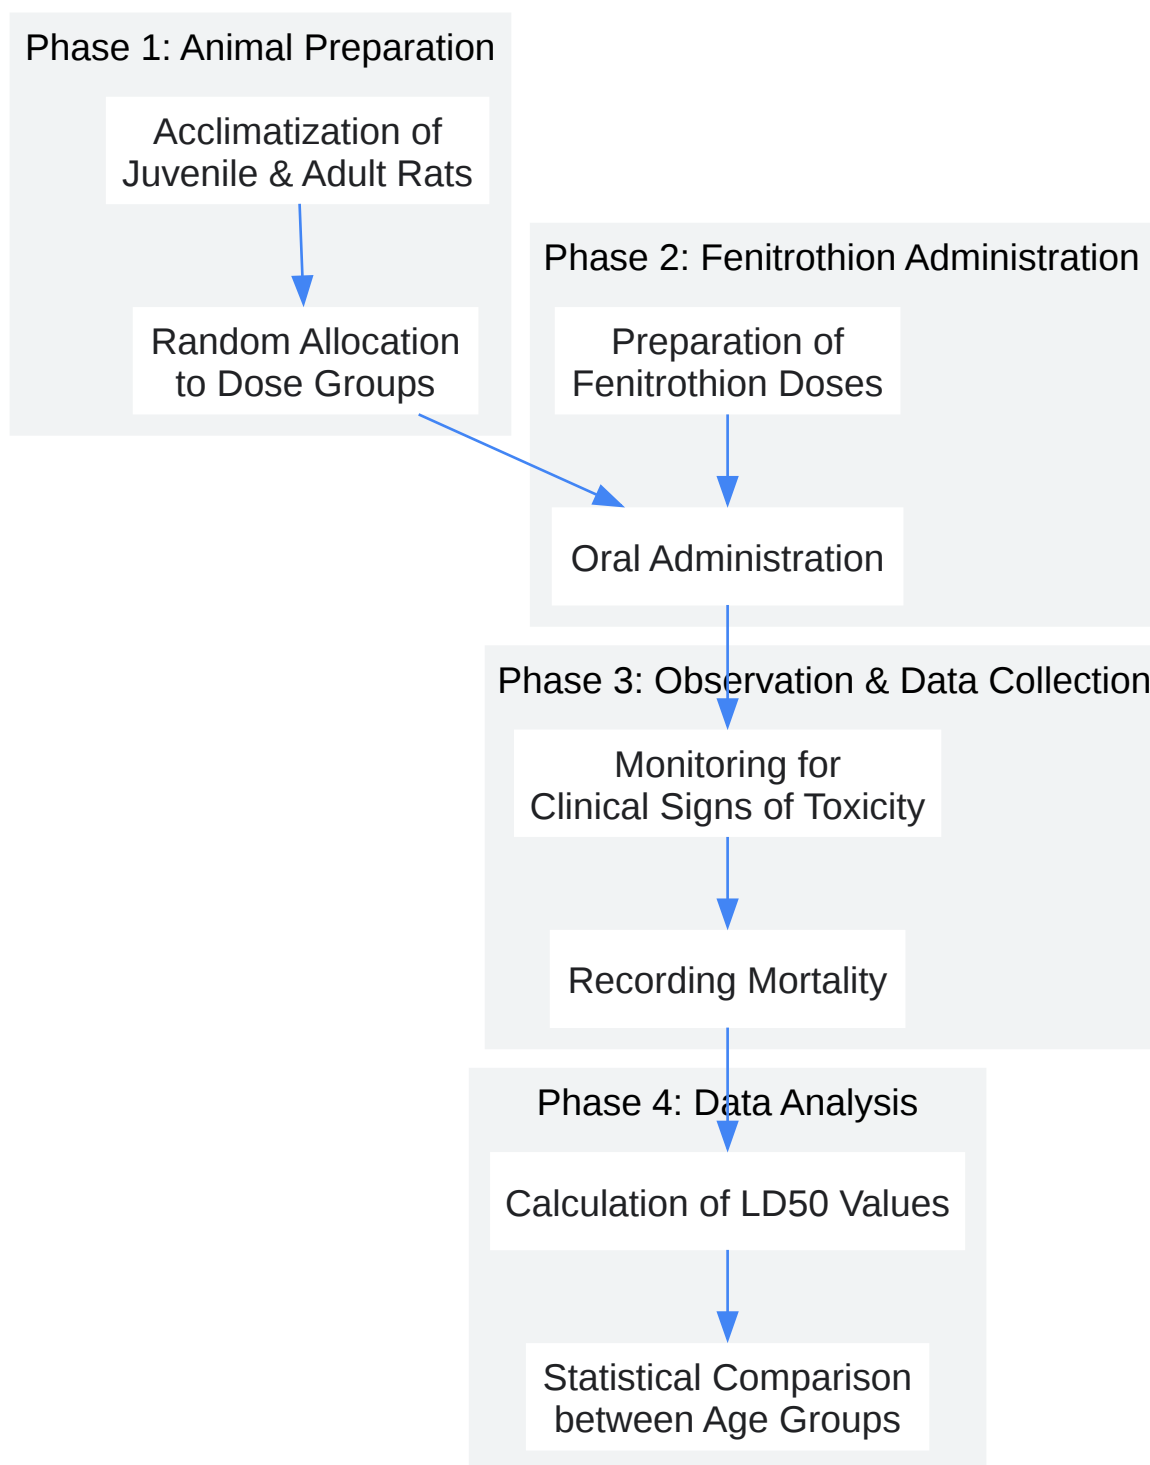 Phase 1: Animal Preparation
Acclimatization of
Juvenile & Adult Rats
Random Allocation
to Dose Groups
Phase 2: Fenitrothion Administration
Preparation of
Fenitrothion Doses
Oral Administration
Phase 3: Observation & Data Collection
Monitoring for
Clinical Signs of Toxicity
Recording Mortality
Phase 4: Data Analysis
Calculation of LD50 Values
Statistical Comparison
between Age Groups